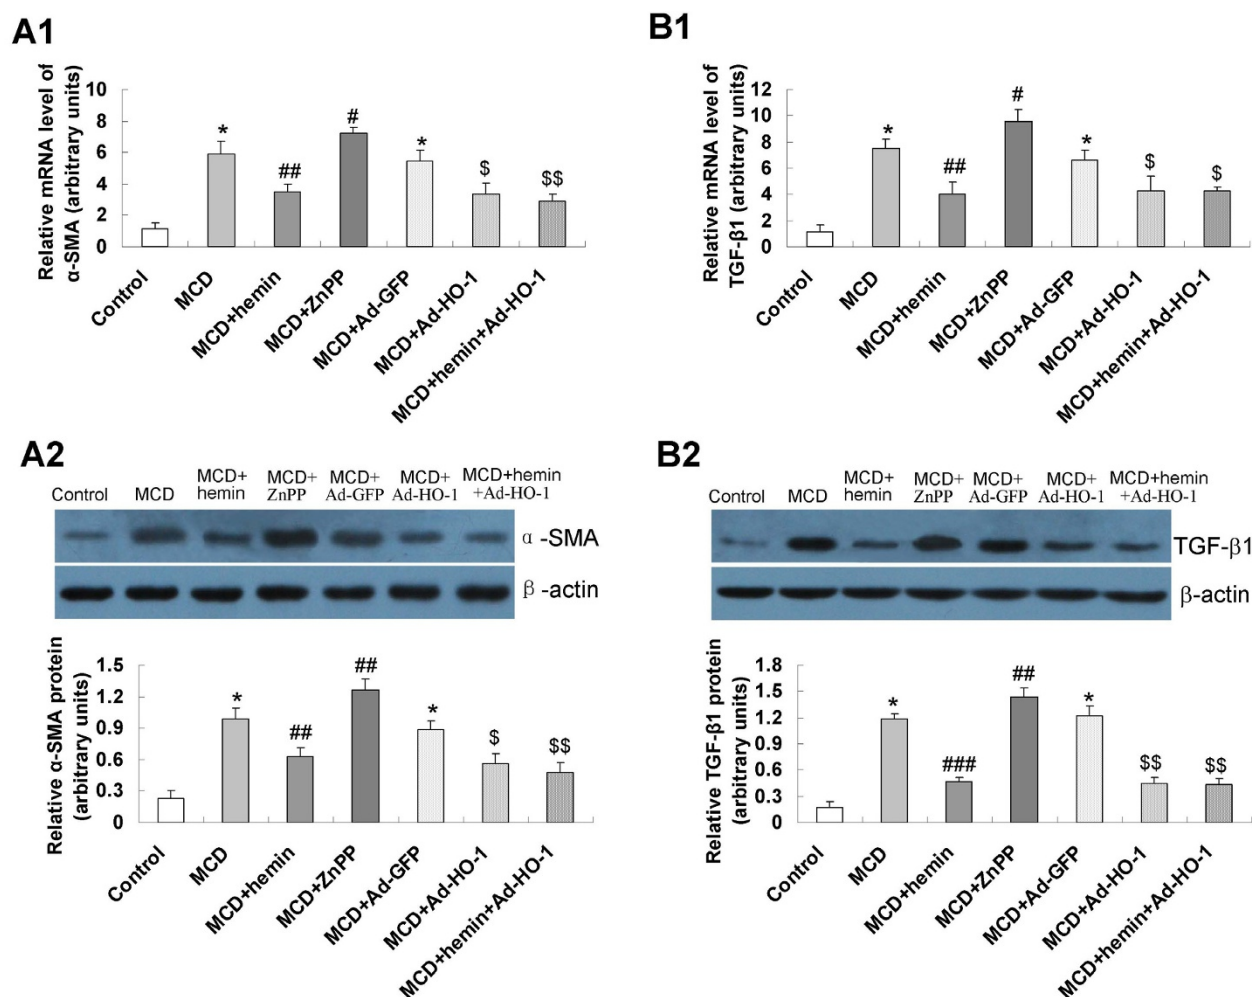 A1
Relative mRNA level of
α-SMA (arbitrary units)
10
8
6
4
2
0
*
##
#
*
$
$$
Control
MCD
MCD+hemin
MCD+ZnPP
MCD+Ad-GFP
MCD+Ad-HO-1
MCD+hemin+Ad-HO-1
B1
Relative mRNA level of
TGF-β1 (arbitrary units)
12
10
8
6
4
2
0
*
##
#
*
$
$
Control
MCD
MCD+hemin
MCD+ZnPP
MCD+Ad-GFP
MCD+Ad-HO-1
MCD+hemin+Ad-HO-1
A2
Control
MCD
MCD+
hemin
MCD+
ZnPP
MCD+
Ad-GFP
MCD+
Ad-HO-1
MCD+hemin
+Ad-HO-1
α-SMA
β-actin
Relative α-SMA protein
(arbitrary units)
1.5
1.2
0.9
0.6
0.3
0
*
##
##
*
$
$$
Control
MCD
MCD+hemin
MCD+ZnPP
MCD+Ad-GFP
MCD+Ad-HO-1
MCD+hemin+Ad-HO-1
B2
Control
MCD
MCD+
hemin
MCD+
ZnPP
MCD+
Ad-GFP
MCD+
Ad-HO-1
MCD+hemin
+Ad-HO-1
TGF-β1
β-actin
Relative TGF-β1 protein
(arbitrary units)
1.8
1.5
1.2
0.9
0.6
0.3
0
*
###
##
*
$$
$$
Control
MCD
MCD+hemin
MCD+ZnPP
MCD+Ad-GFP
MCD+Ad-HO-1
MCD+hemin+Ad-HO-1